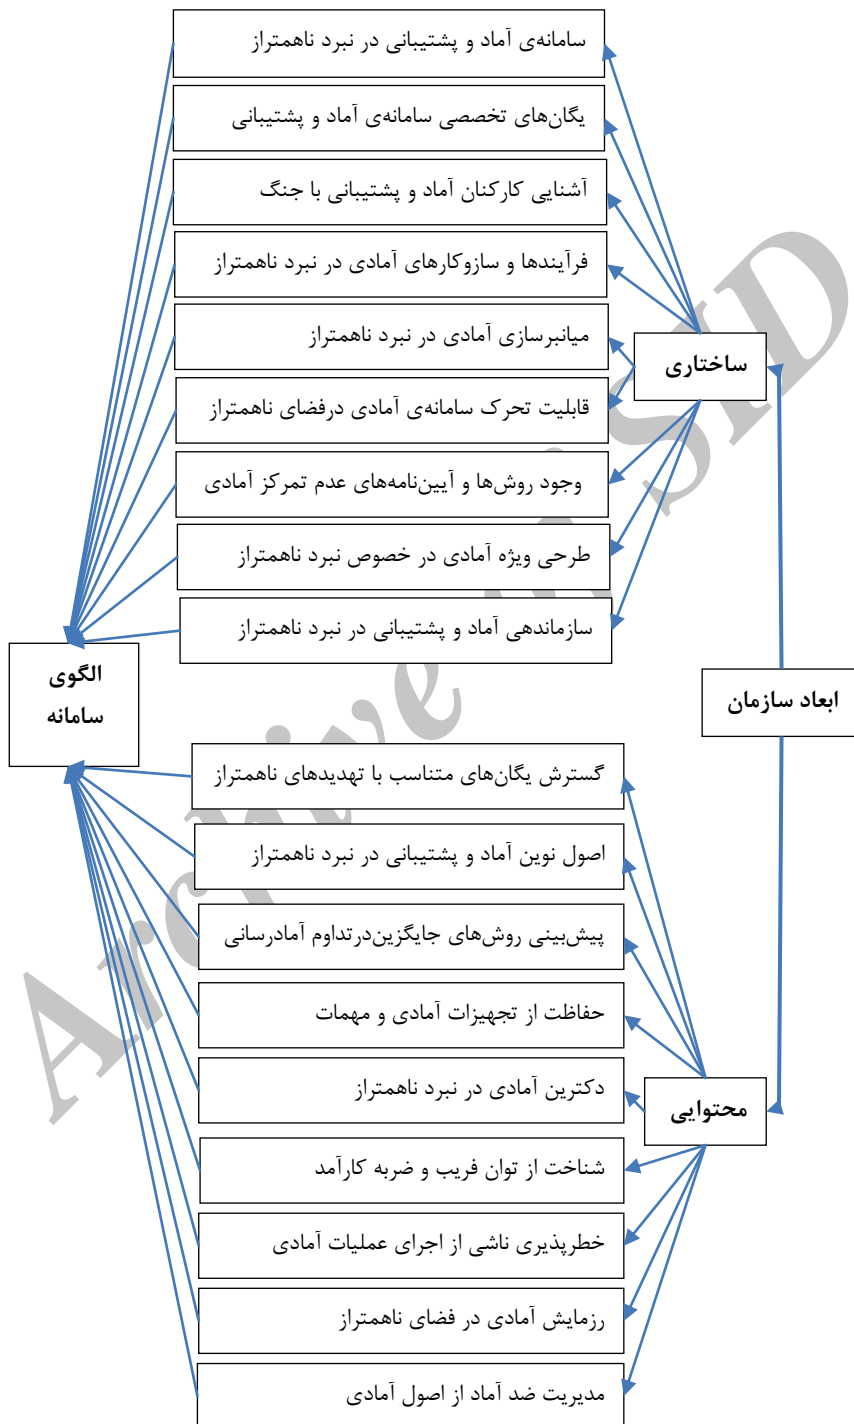 سامانه‌ی آماد و پشتیبانی در نبرد ناهمتراز
یگان‌های تخصصی سامانه‌ی آماد و پشتیبانی
آشنایی کارکنان آماد و پشتیبانی با جنگ
فرآیندها و سازوکارهای آمادی در نبرد ناهمتراز
میانبرسازی آمادی در نبرد ناهمتراز
ساختاری
قابلیت تحرک سامانه‌ی آمادی درفضای ناهمتراز
وجود روش‌ها و آیین‌نامه‌های عدم تمرکز آمادی
طرحی ویژه آمادی در خصوص نبرد ناهمتراز
سازماندهی آماد و پشتیبانی در نبرد ناهمتراز
ابعاد سازمان
الگوی
سامانه
گسترش یگان‌های متناسب با تهدیدهای ناهمتراز
اصول نوین آماد و پشتیبانی در نبرد ناهمتراز
پیش‌بینی روش‌های جایگزین‌درتداوم آمادرسانی
حفاظت از تجهیزات آمادی و مهمات
دکترین آمادی در نبرد ناهمتراز
محتوایی
شناخت از توان فریب و ضربه کارآمد
خطرپذیری ناشی از اجرای عملیات آمادی
رزمایش آمادی در فضای ناهمتراز
مدیریت ضد آماد از اصول آمادی
Archive of SID